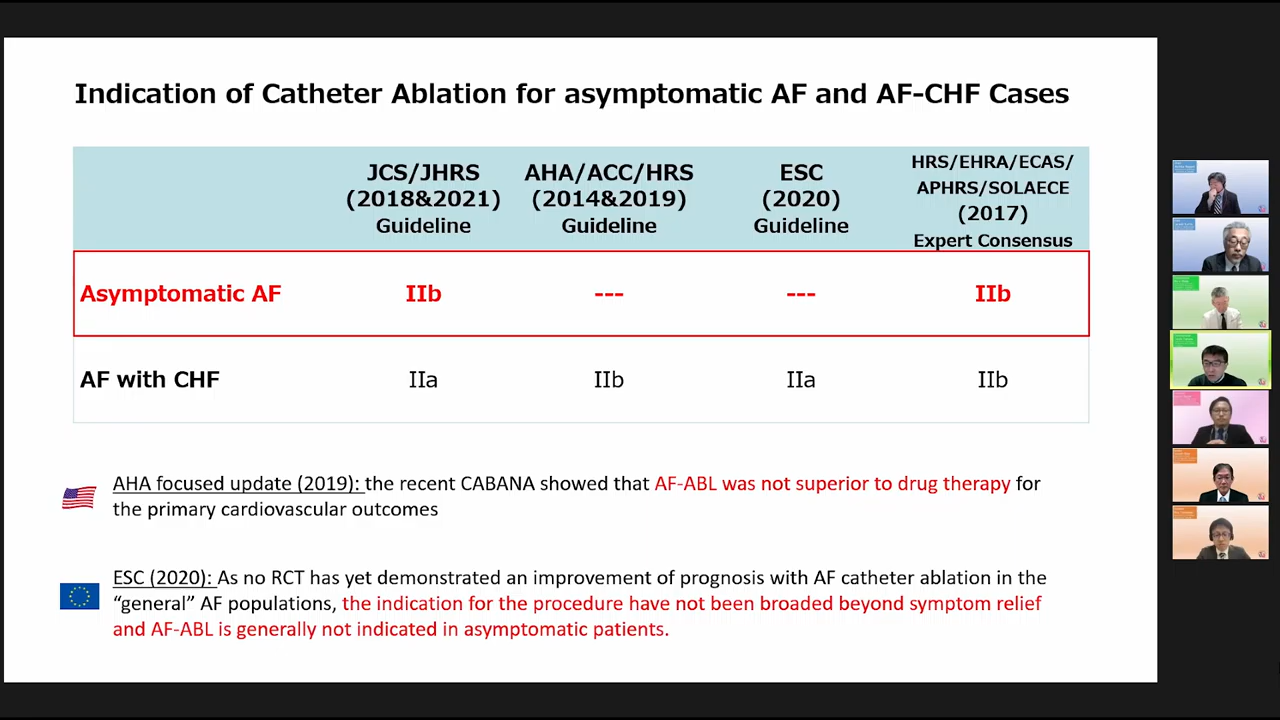 Indication of Catheter Ablation for asymptomatic AF and AF-CHF Cases
JCS/JHRS
(2018&2021)
Guideline
AHA/ACC/HRS
(2014&2019)
Guideline
ESC
(2020)
Guideline
HRS/EHRA/ECAS/
APHRS/SOLAECE
(2017)
Expert Consensus
Asymptomatic AF IIb --- --- IIb
AF with CHF IIa IIb IIa IIb
AHA focused update (2019): the recent CABANA showed that AF-ABL was not superior to drug therapy for
the primary cardiovascular outcomes
ESC (2020): As no RCT has yet demonstrated an improvement of prognosis with AF catheter ablation in the
“general” AF populations, the indication for the procedure have not been broaded beyond symptom relief
and AF-ABL is generally not indicated in asymptomatic patients.